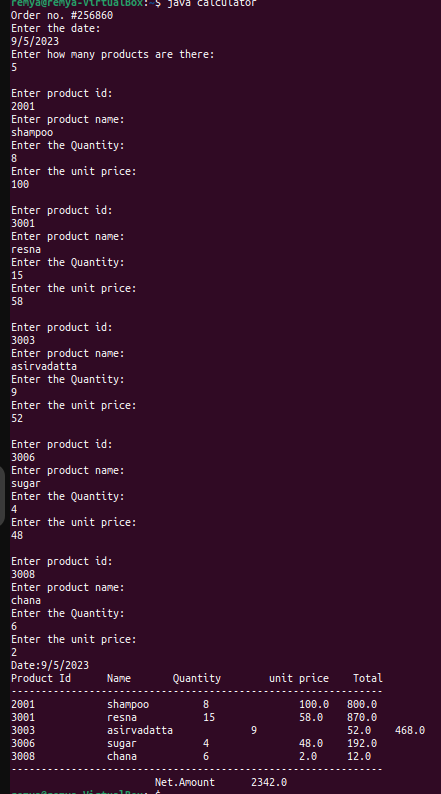 remya@remya-VirtualBox:~$ java calculator
Order no. #256860
Enter the date:
9/5/2023
Enter how many products are there:
5
Enter product id:
2001
Enter product name:
shampoo
Enter the Quantity:
8
Enter the unit price:
100
Enter product id:
3001
Enter product name:
resna
Enter the Quantity:
15
Enter the unit price:
58
Enter product id:
3003
Enter product name:
asirvadatta
Enter the Quantity:
9
Enter the unit price:
52
Enter product id:
3006
Enter product name:
sugar
Enter the Quantity:
4
Enter the unit price:
48
Enter product id:
3008
Enter product name:
chana
Enter the Quantity:
6
Enter the unit price:
2
Date:9/5/2023
Product Id      Name       Quantity        unit price    Total
--------------------------------------------------------------
2001            shampoo         8               100.0   800.0
3001            resna           15              58.0    870.0
3003            asirvadatta             9               52.0    468.0
3006            sugar           4               48.0    192.0
3008            chana           6               2.0     12.0
--------------------------------------------------------------
                        Net.Amount      2342.0
remya@remya-VirtualBox:~$